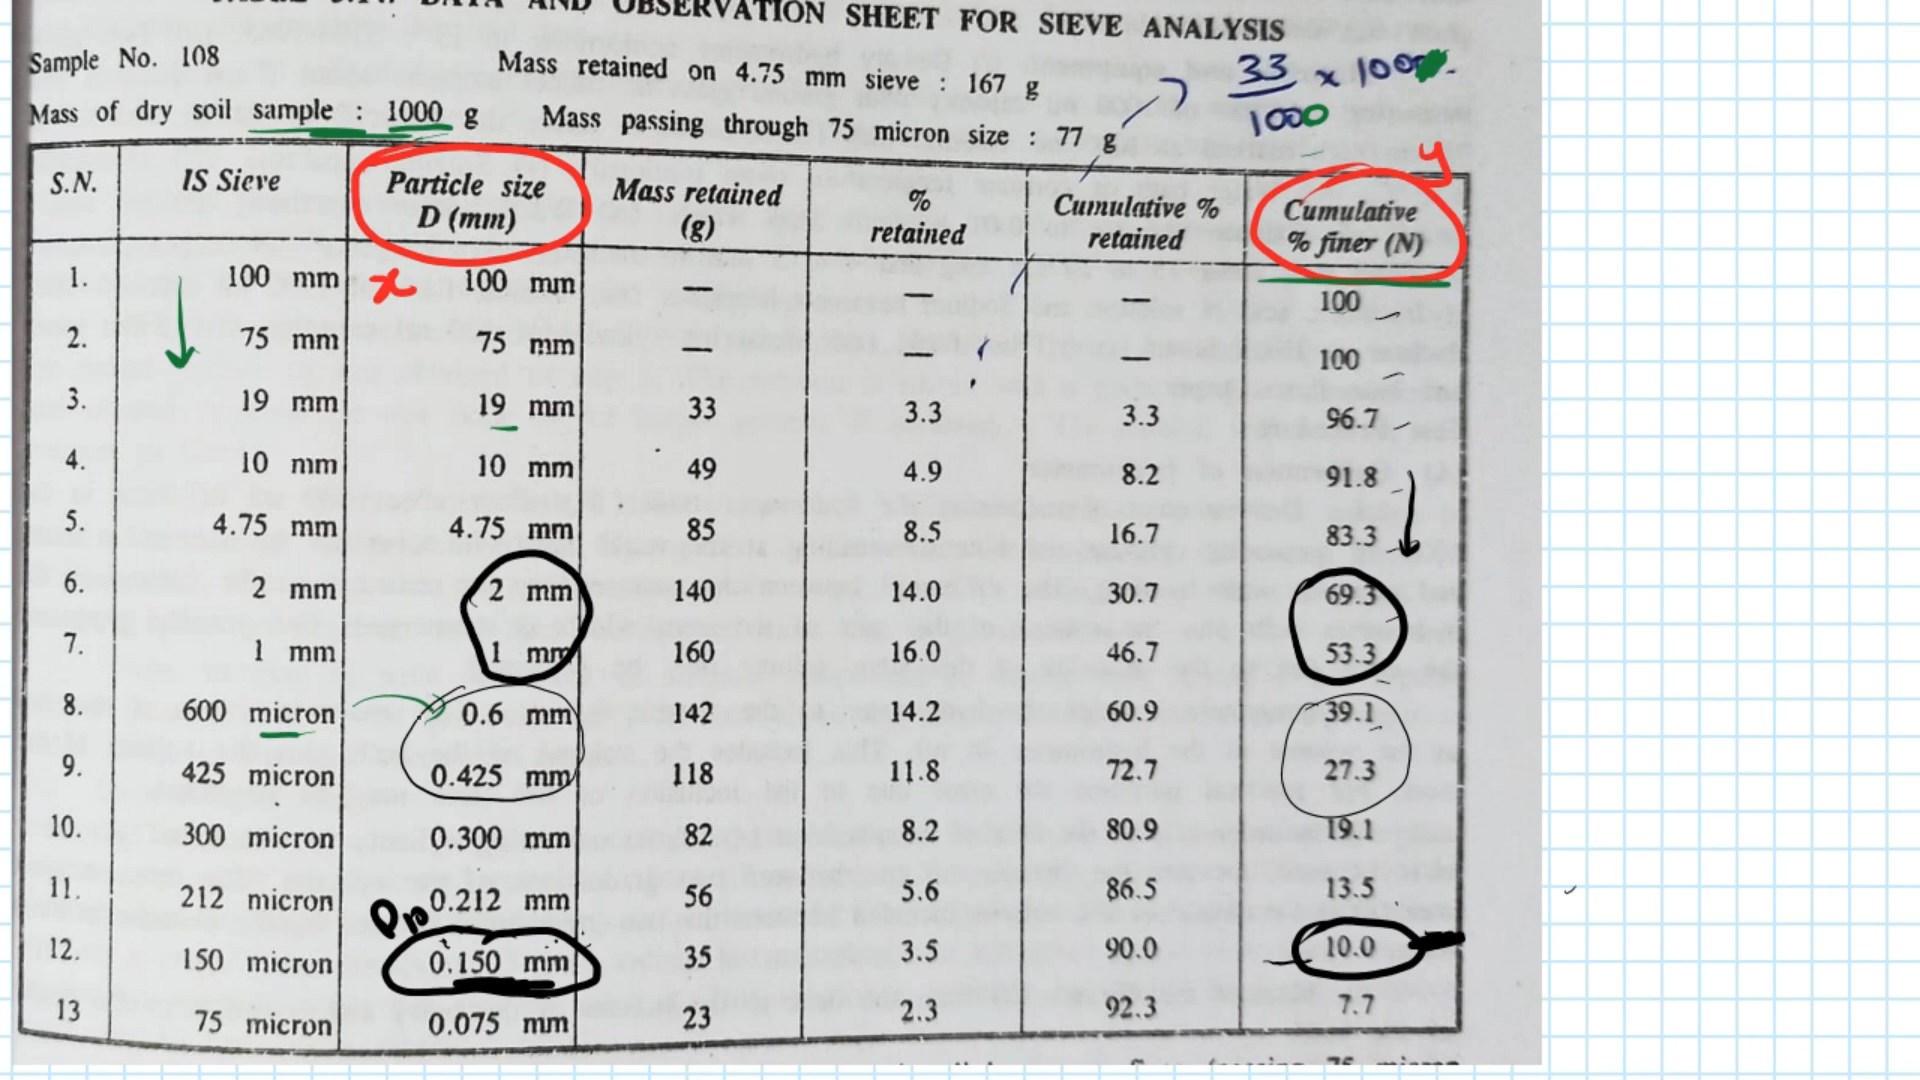 DATA AND OBSERVATION SHEET FOR SIEVE ANALYSIS
Sample No. 108 Mass retained on 4.75 mm sieve : 167 g
33/1000 x 100
Mass of dry soil sample : 1000 g Mass passing through 75 micron size : 77 g
y
S.N. IS Sieve Particle size D (mm) Mass retained (g) % retained Cumulative % retained Cumulative % finer (N)
x
1. 100 mm 100 mm — — — 100
2. 75 mm 75 mm — — — 100
3. 19 mm 19 mm 33 3.3 3.3 96.7
4. 10 mm 10 mm 49 4.9 8.2 91.8
5. 4.75 mm 4.75 mm 85 8.5 16.7 83.3
6. 2 mm 2 mm 140 14.0 30.7 69.3
7. 1 mm 1 mm 160 16.0 46.7 53.3
8. 600 micron 0.6 mm 142 14.2 60.9 39.1
9. 425 micron 0.425 mm 118 11.8 72.7 27.3
10. 300 micron 0.300 mm 82 8.2 80.9 19.1
11. 212 micron 0.212 mm 56 5.6 86.5 13.5
D10
12. 150 micron 0.150 mm 35 3.5 90.0 10.0
13 75 micron 0.075 mm 23 2.3 92.3 7.7